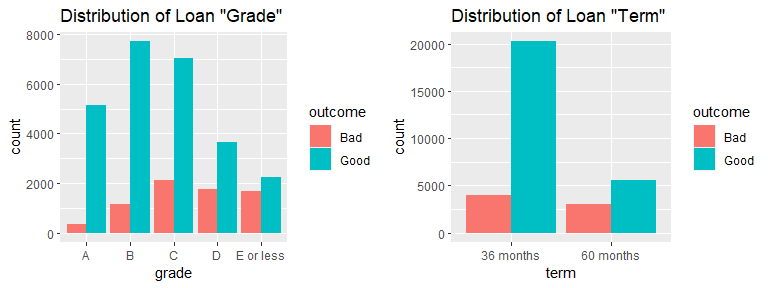 Distribution of Loan "Grade"
8000
6000
4000
2000
0
count
A B C D E or less
grade
outcome
Bad
Good
Distribution of Loan "Term"
20000
15000
10000
5000
0
count
36 months 60 months
term
outcome
Bad
Good